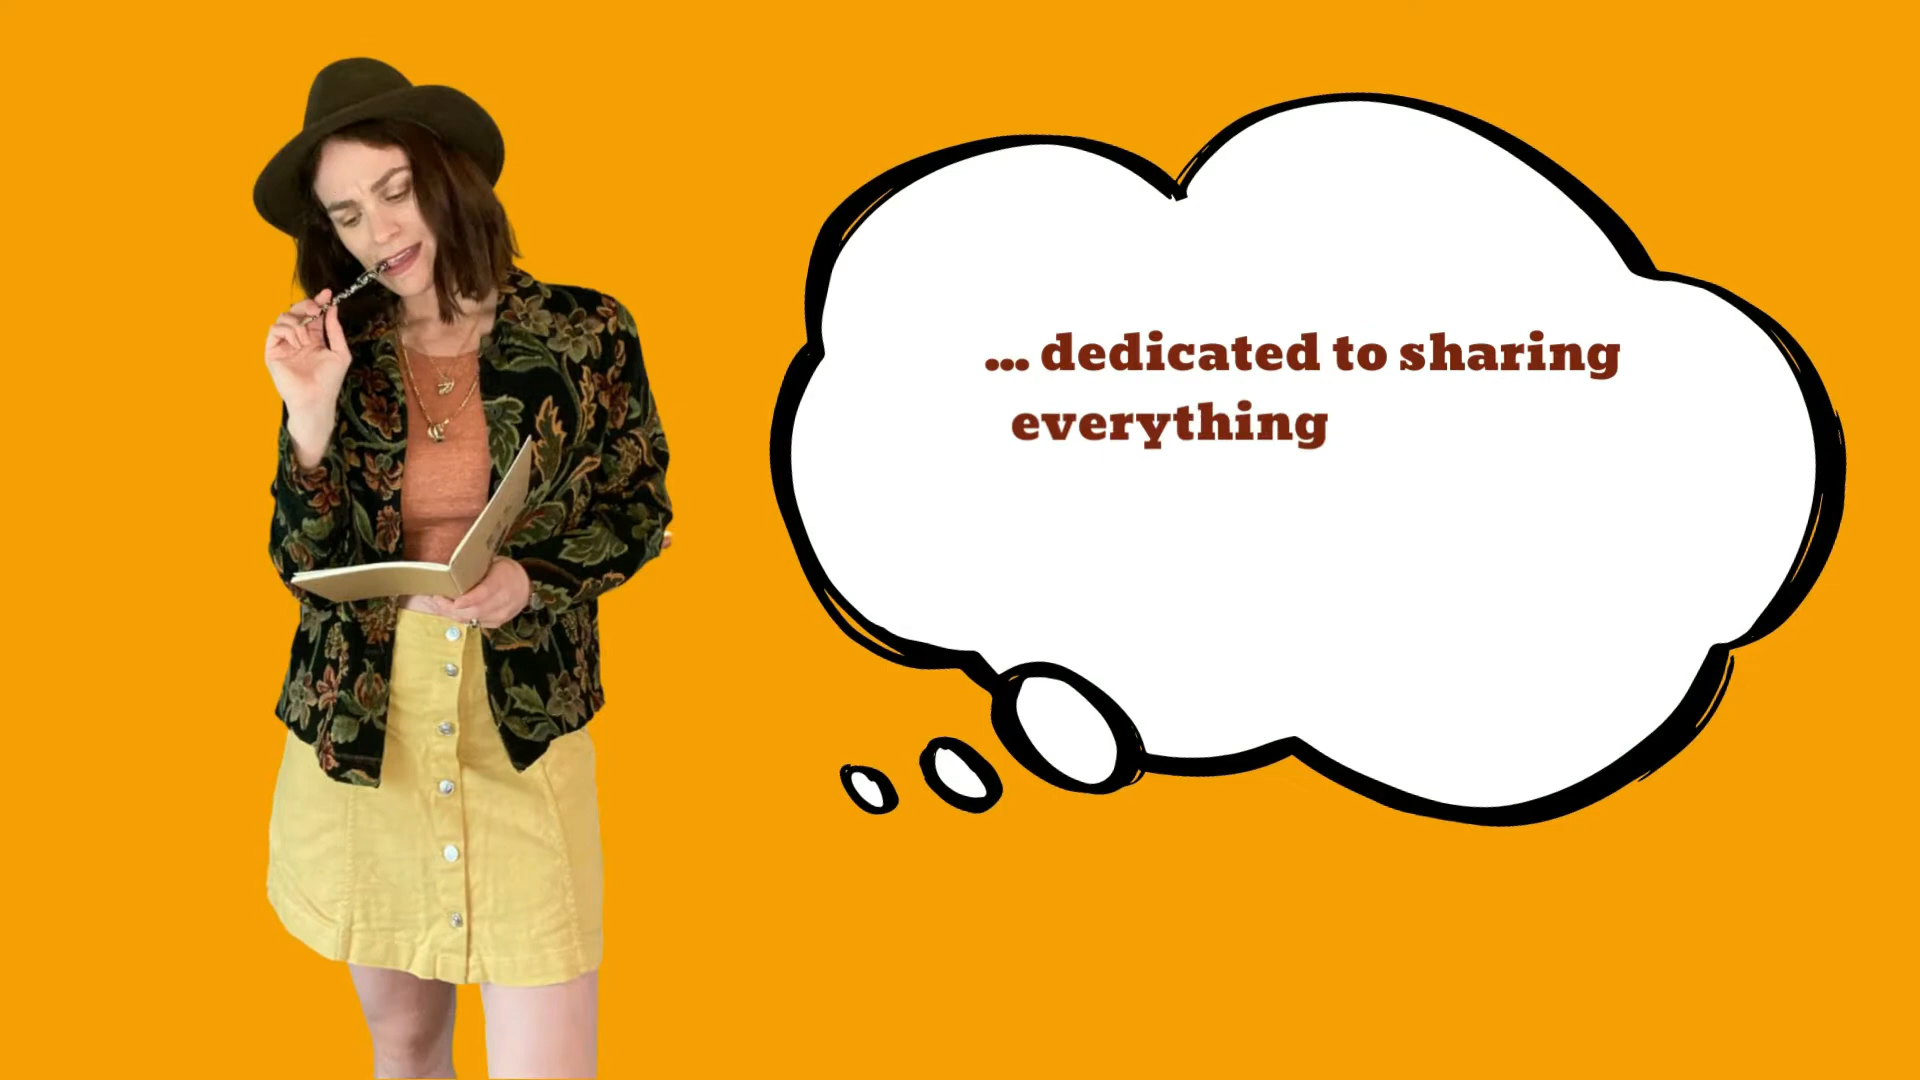 ... dedicated to sharing
everything